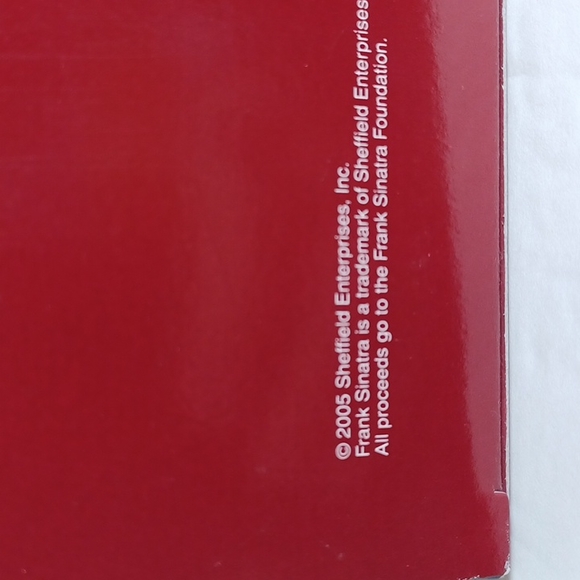 © 2005 Sheffield Enterprises, Inc.
Frank Sinatra is a trademark of Sheffield Enterprises
All proceeds go to the Frank Sinatra Foundation.